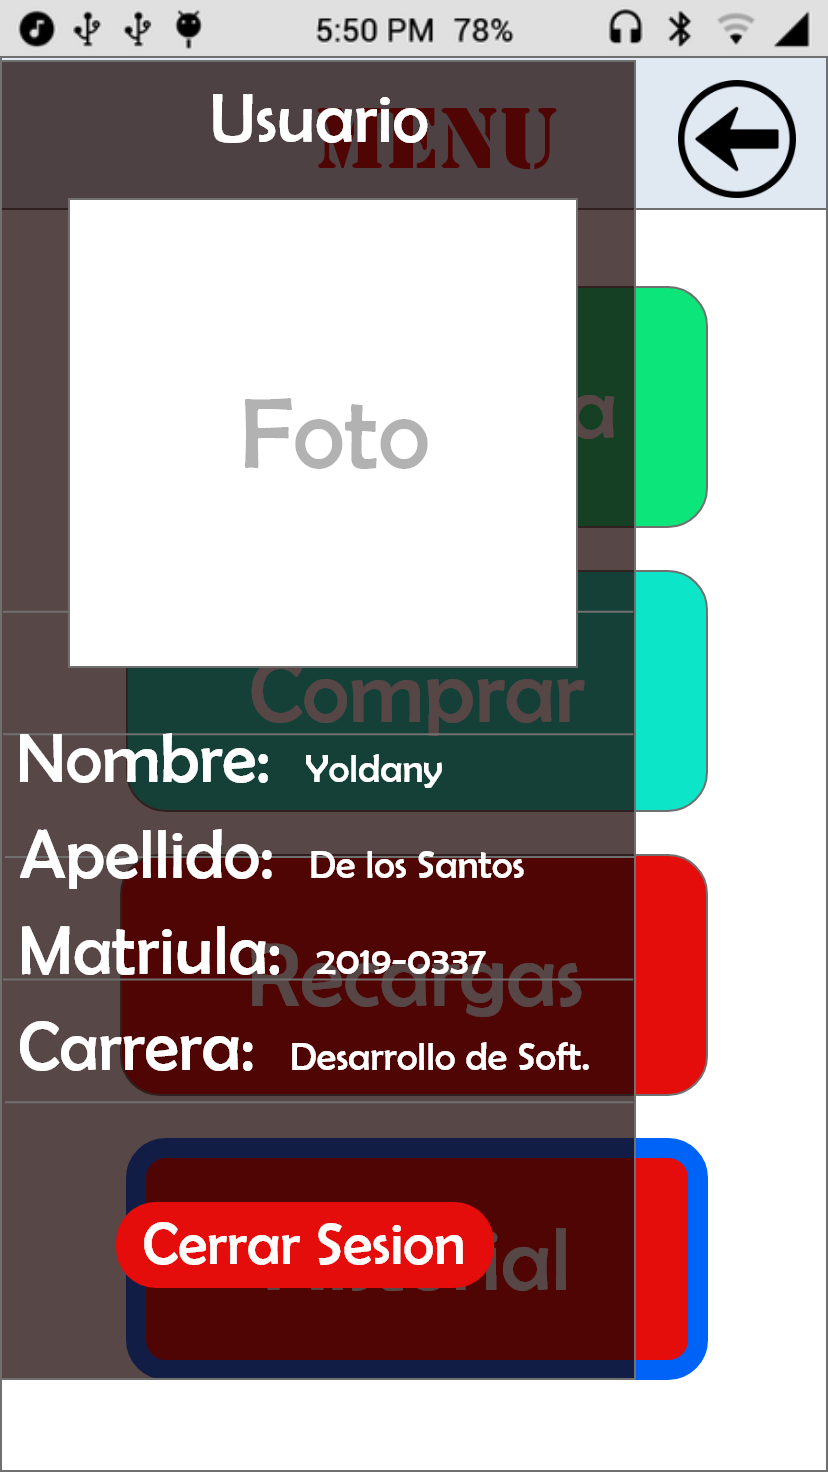 5:50 PM 78%
Usuario
MENU
Foto
a
Comprar
Nombre: Yoldany
Apellido: De los Santos
Matriula: 2019-0337
Recargas
Carrera: Desarrollo de Soft.
Cerrar Sesion
Historial